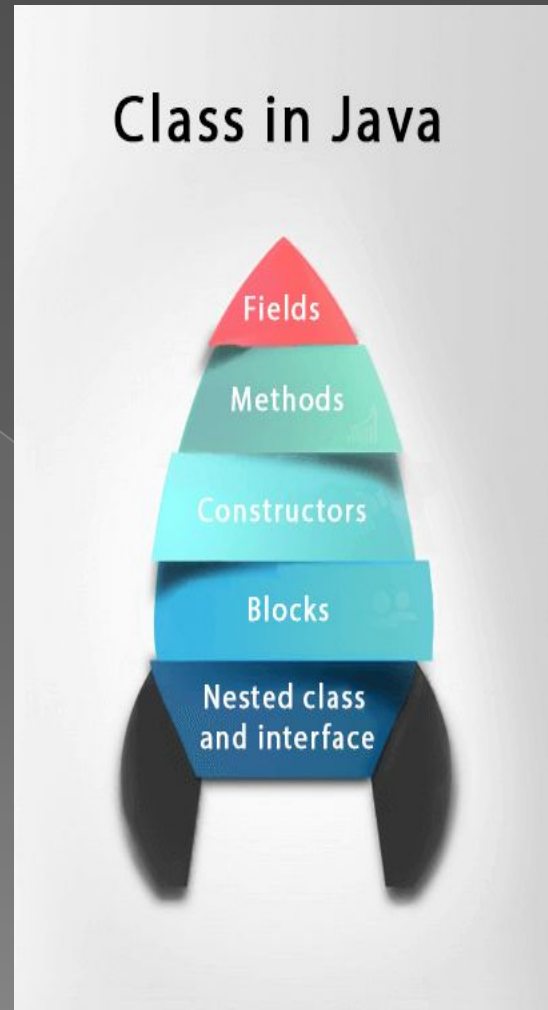 Class in Java
Fields
Methods
Constructors
Blocks
Nested class
and interface